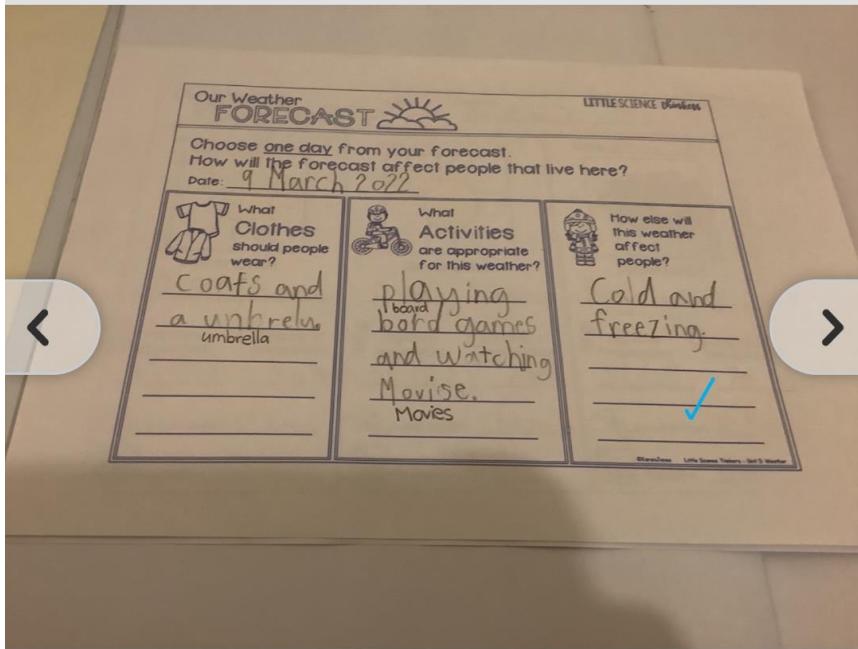 Our Weather
FORECAST
LITTLE SCIENCE thinkers
Choose one day from your forecast.
How will the forecast affect people that live here?
Date: 9 March 2022
What
Clothes
should people
wear?
coats and
a unbrelu.
umbrella
What
Activities
are appropriate
for this weather?
playing
board
bord games
and watching
Movise.
Movies
How else will
this weather
affect
people?
Cold and
freezing.